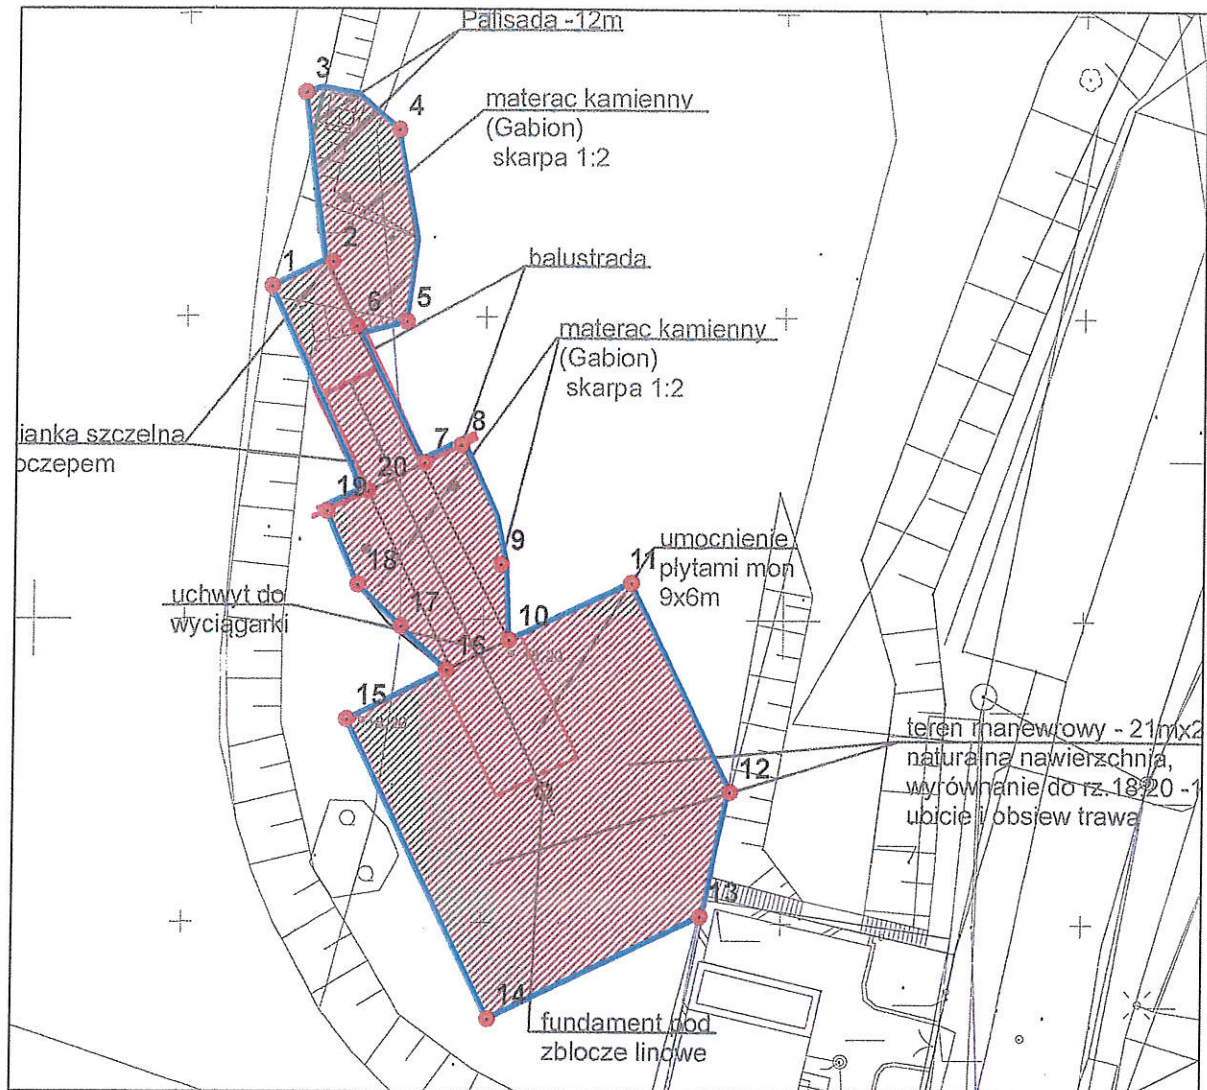 Palisada -12m
3
4
materac kamienny
(Gabion)
skarpa 1:2
2
1
balustrada
6
5
materac kamienny
(Gabion)
skarpa 1:2
ianka szczelna
oczepem
7
8
20
19
9
18
11
umocnienie
płytami mon
9x6m
uchwyt do
wyciągarki
17
10
16
15
teren manewrowy - 21mx2
naturalna nawierzchnia,
wyrównanie do rz.18.20 -1
ubicie i obsiew trawa
12
13
14
fundament pod
zblocze linowe